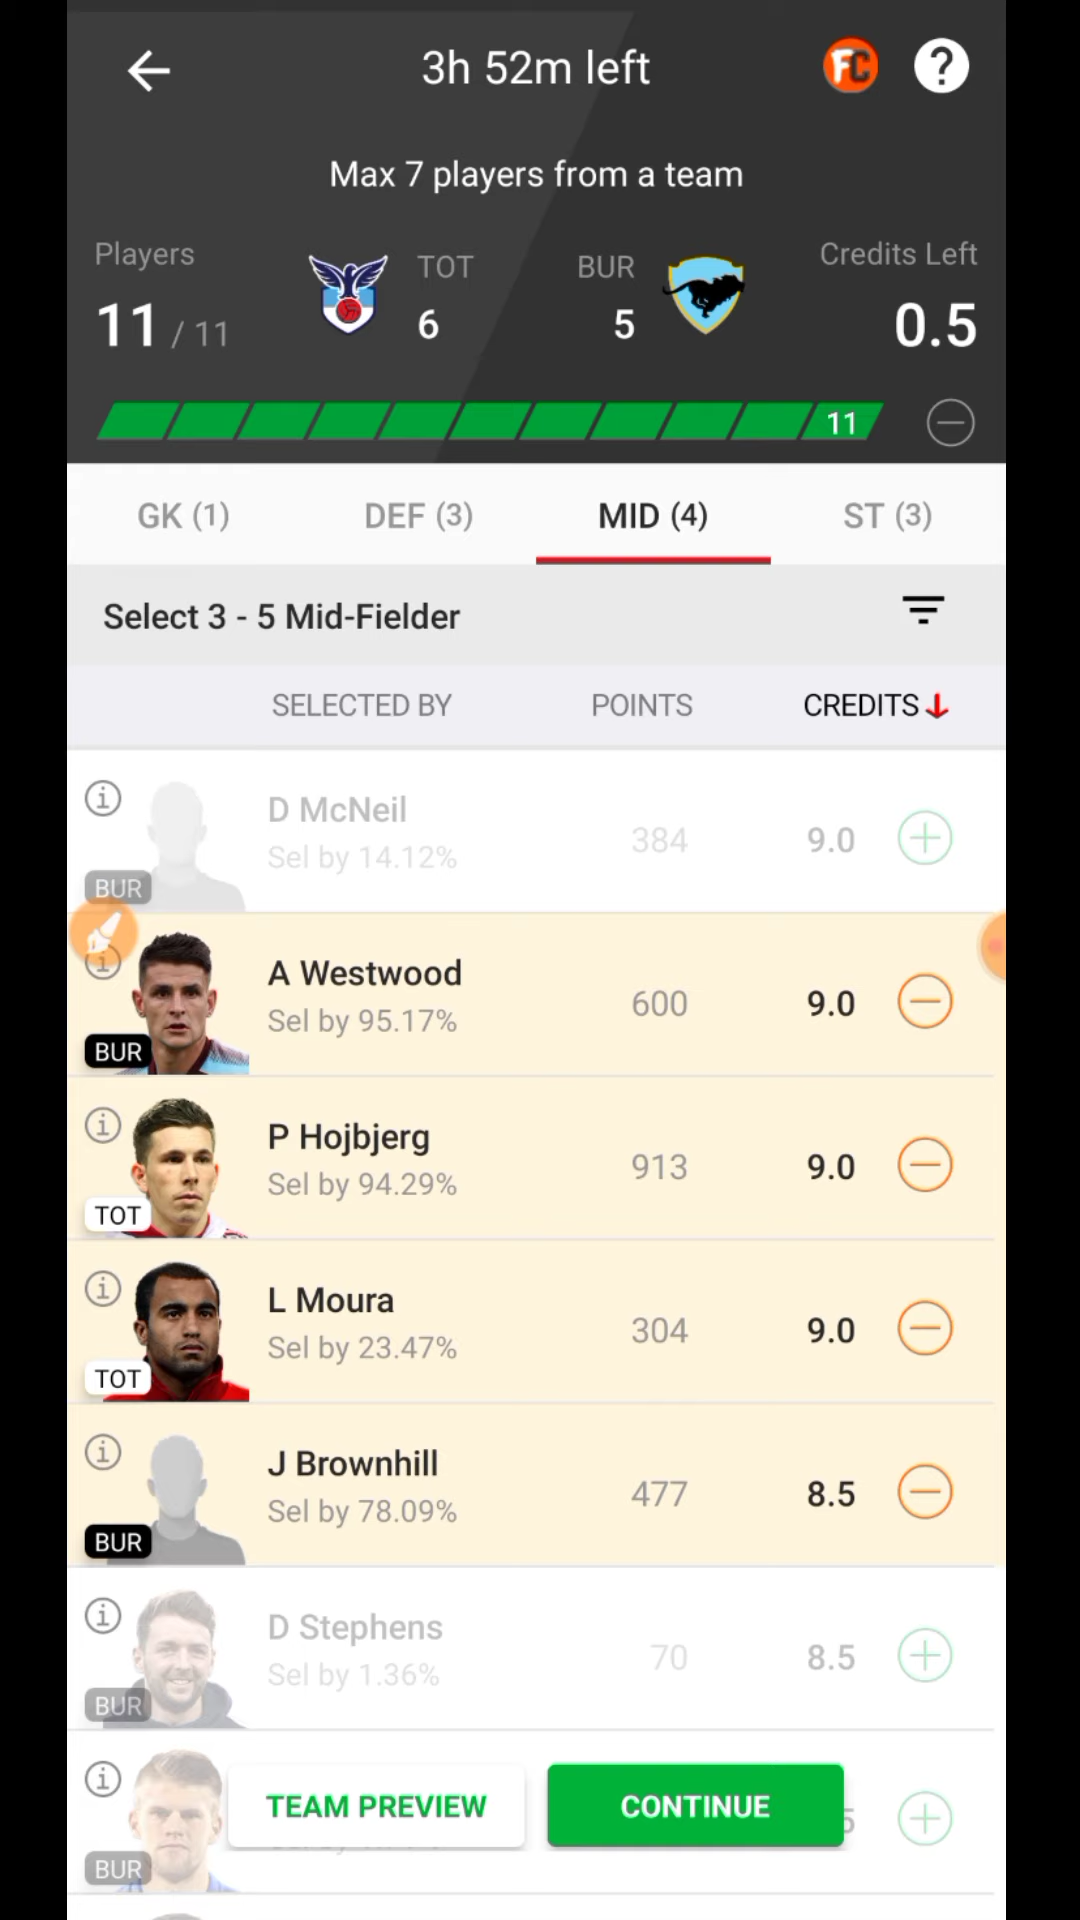 3h 52m left
FC
?
Max 7 players from a team
Players
TOT
BUR
Credits Left
11 / 11
6
5
0.5
11
GK (1)
DEF (3)
MID (4)
ST (3)
Select 3 - 5 Mid-Fielder
SELECTED BY
POINTS
CREDITS
D McNeil
Sel by 14.12%
384
9.0
BUR
A Westwood
Sel by 95.17%
600
9.0
BUR
P Hojbjerg
Sel by 94.29%
913
9.0
TOT
L Moura
Sel by 23.47%
304
9.0
TOT
J Brownhill
Sel by 78.09%
477
8.5
BUR
D Stephens
Sel by 1.36%
70
8.5
BUR
TEAM PREVIEW
CONTINUE
BUR